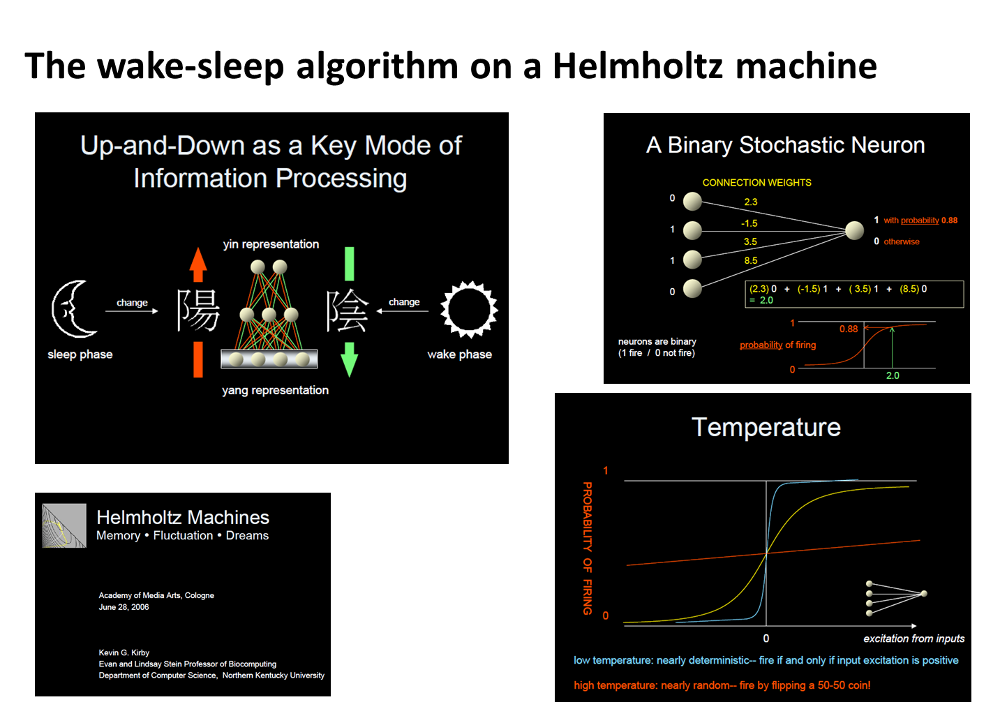 The wake-sleep algorithm on a Helmholtz machine
Up-and-Down as a Key Mode of
Information Processing
yin representation
change
陽
陰
change
sleep phase
wake phase
yang representation
A Binary Stochastic Neuron
CONNECTION WEIGHTS
0
2.3
1
-1.5
3.5
1
8.5
0
1 with probability 0.88
0 otherwise
(2.3) 0 + (-1.5) 1 + ( 3.5) 1 + (8.5) 0
= 2.0
neurons are binary
(1 fire / 0 not fire)
probability of firing
1
0.88
0
2.0
Helmholtz Machines
Memory • Fluctuation • Dreams
Academy of Media Arts, Cologne
June 28, 2006
Kevin G. Kirby
Evan and Lindsay Stein Professor of Biocomputing
Department of Computer Science, Northern Kentucky University
Temperature
1
PROBABILITY OF FIRING
0
0
excitation from inputs
low temperature: nearly deterministic-- fire if and only if input excitation is positive
high temperature: nearly random-- fire by flipping a 50-50 coin!